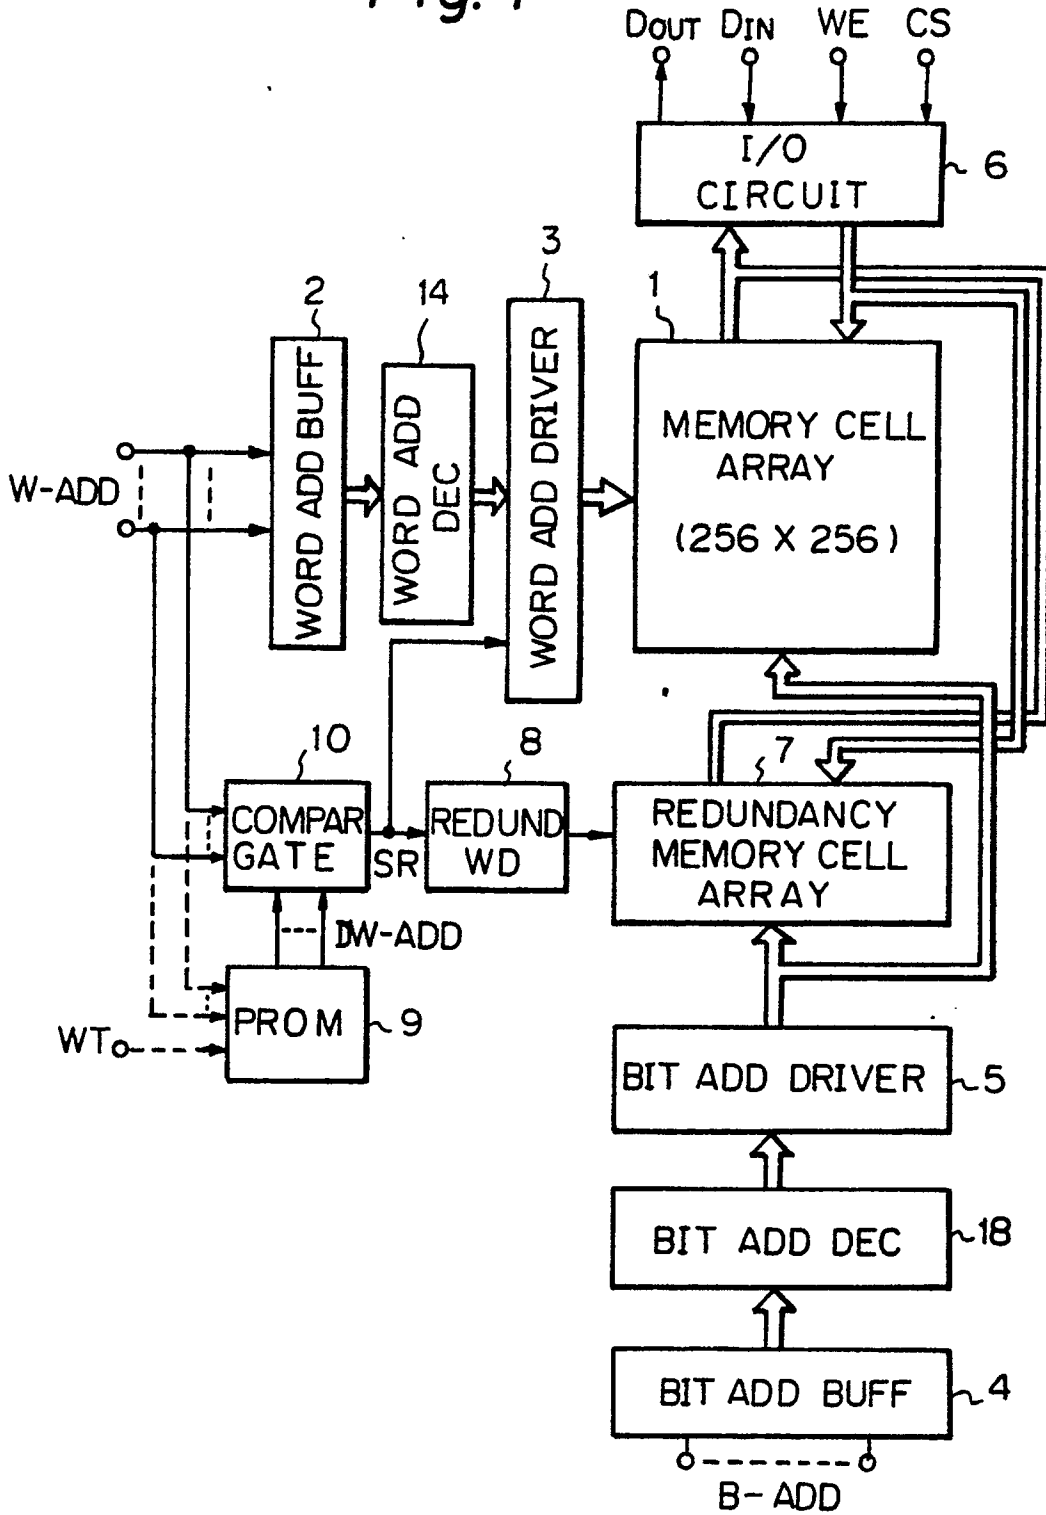 Fig. 1
DOUT DIN WE CS
I/O
CIRCUIT
6
3
2
14
1
WORD ADD BUFF
WORD ADD
DEC
WORD ADD DRIVER
MEMORY CELL
ARRAY
(256 X 256)
W-ADD
10
8
7
COMPAR
GATE
SR
REDUND
WD
REDUNDANCY
MEMORY CELL
ARRAY
DW-ADD
WT
PROM
9
BIT ADD DRIVER
5
BIT ADD DEC
18
BIT ADD BUFF
4
B-ADD